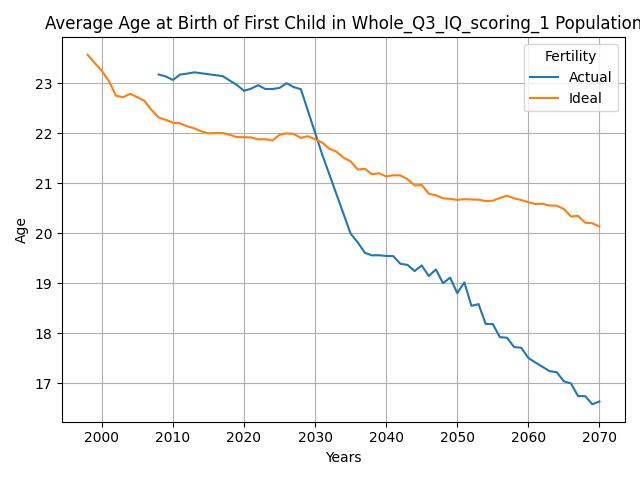 Average Age at Birth of First Child in Whole_Q3_IQ_scoring_1 Population
Fertility
Actual
Ideal
Age
23
22
21
20
19
18
17
2000 2010 2020 2030 2040 2050 2060 2070
Years